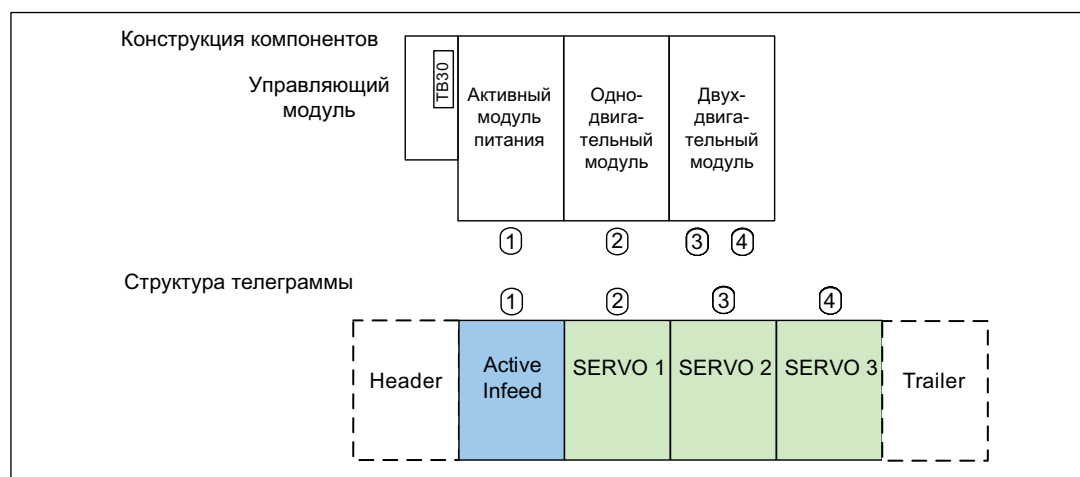 Конструкция компонентов
Управляющий
модуль
TB30
Активный
модуль
питания
Одно-
двига-
тельный
модуль
Двух-
двига-
тельный
модуль
1 2 3 4
Структура телеграммы
1 2 3 4
Header
Active
Infeed
SERVO 1
SERVO 2
SERVO 3
Trailer